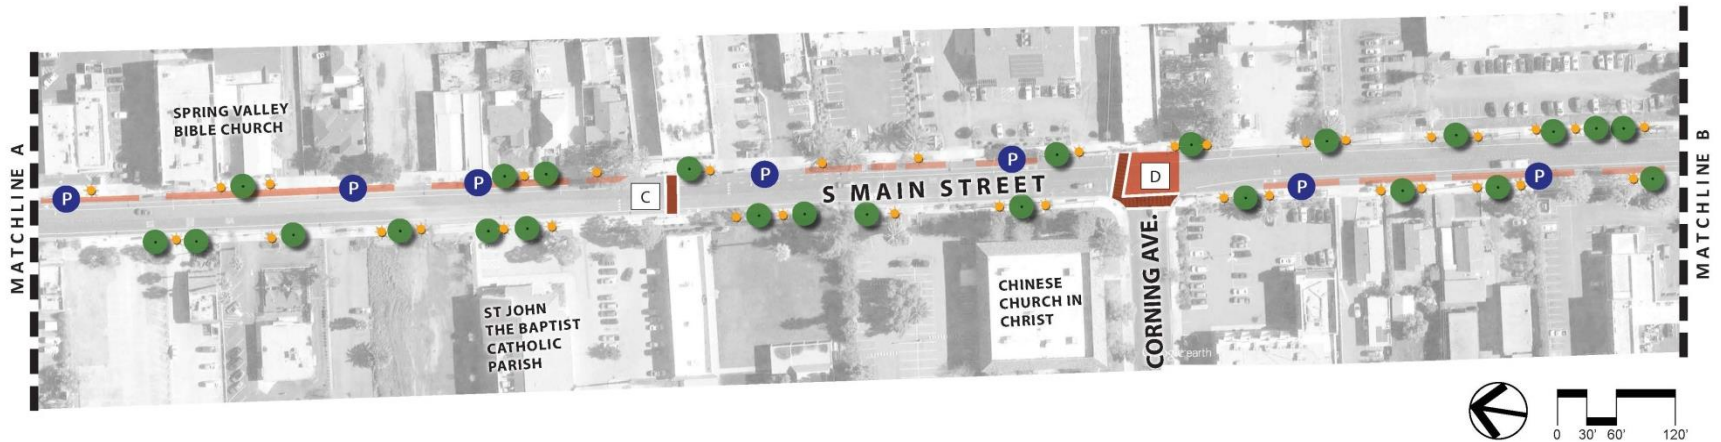 MATCHLINE A
P
SPRING VALLEY
BIBLE CHURCH
P
P
C
P
S MAIN STREET
P
D
P
P
MATCHLINE B
ST JOHN
THE BAPTIST
CATHOLIC
PARISH
CHINESE
CHURCH IN
CHRIST
CORNING AVE.
earth
0 30' 60' 120'